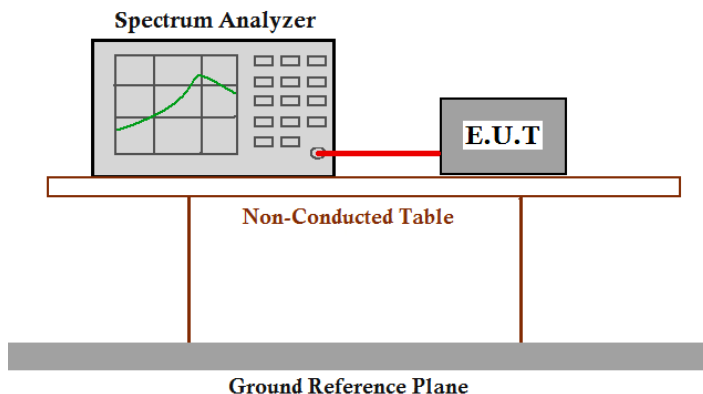 Spectrum Analyzer
E.U.T
Non-Conducted Table
Ground Reference Plane